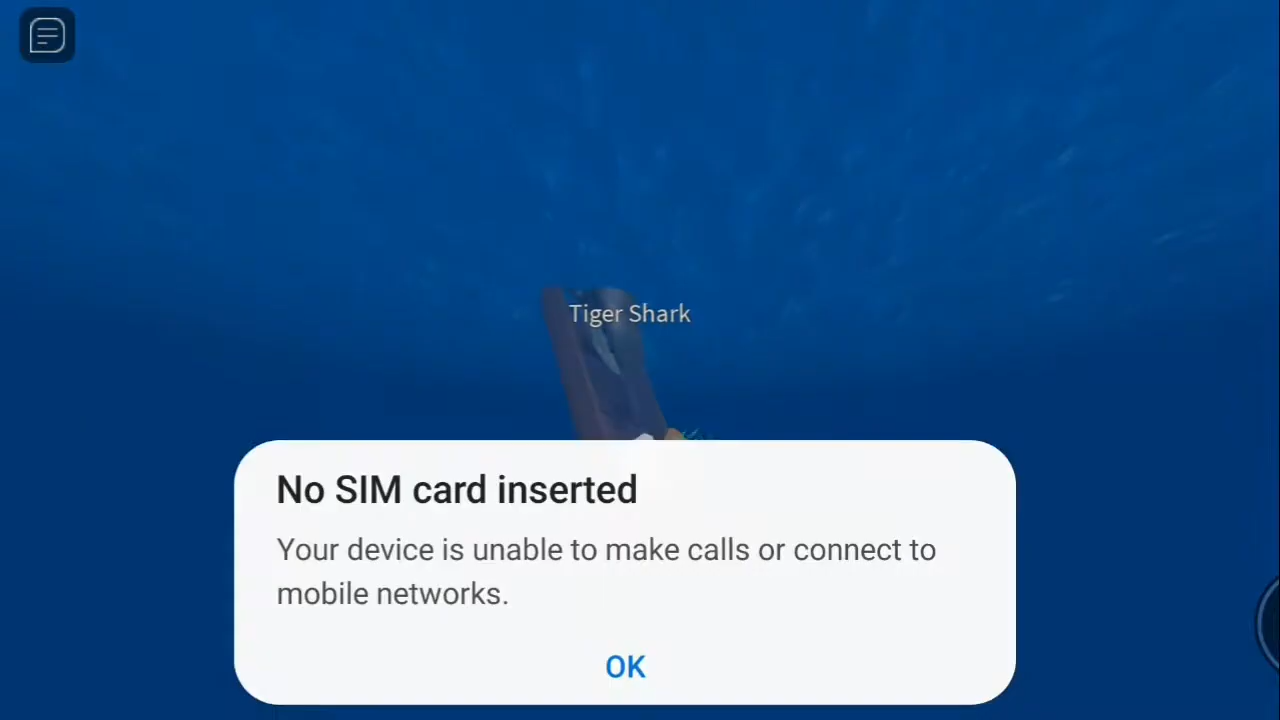 Tiger Shark
No SIM card inserted
Your device is unable to make calls or connect to
mobile networks.
OK